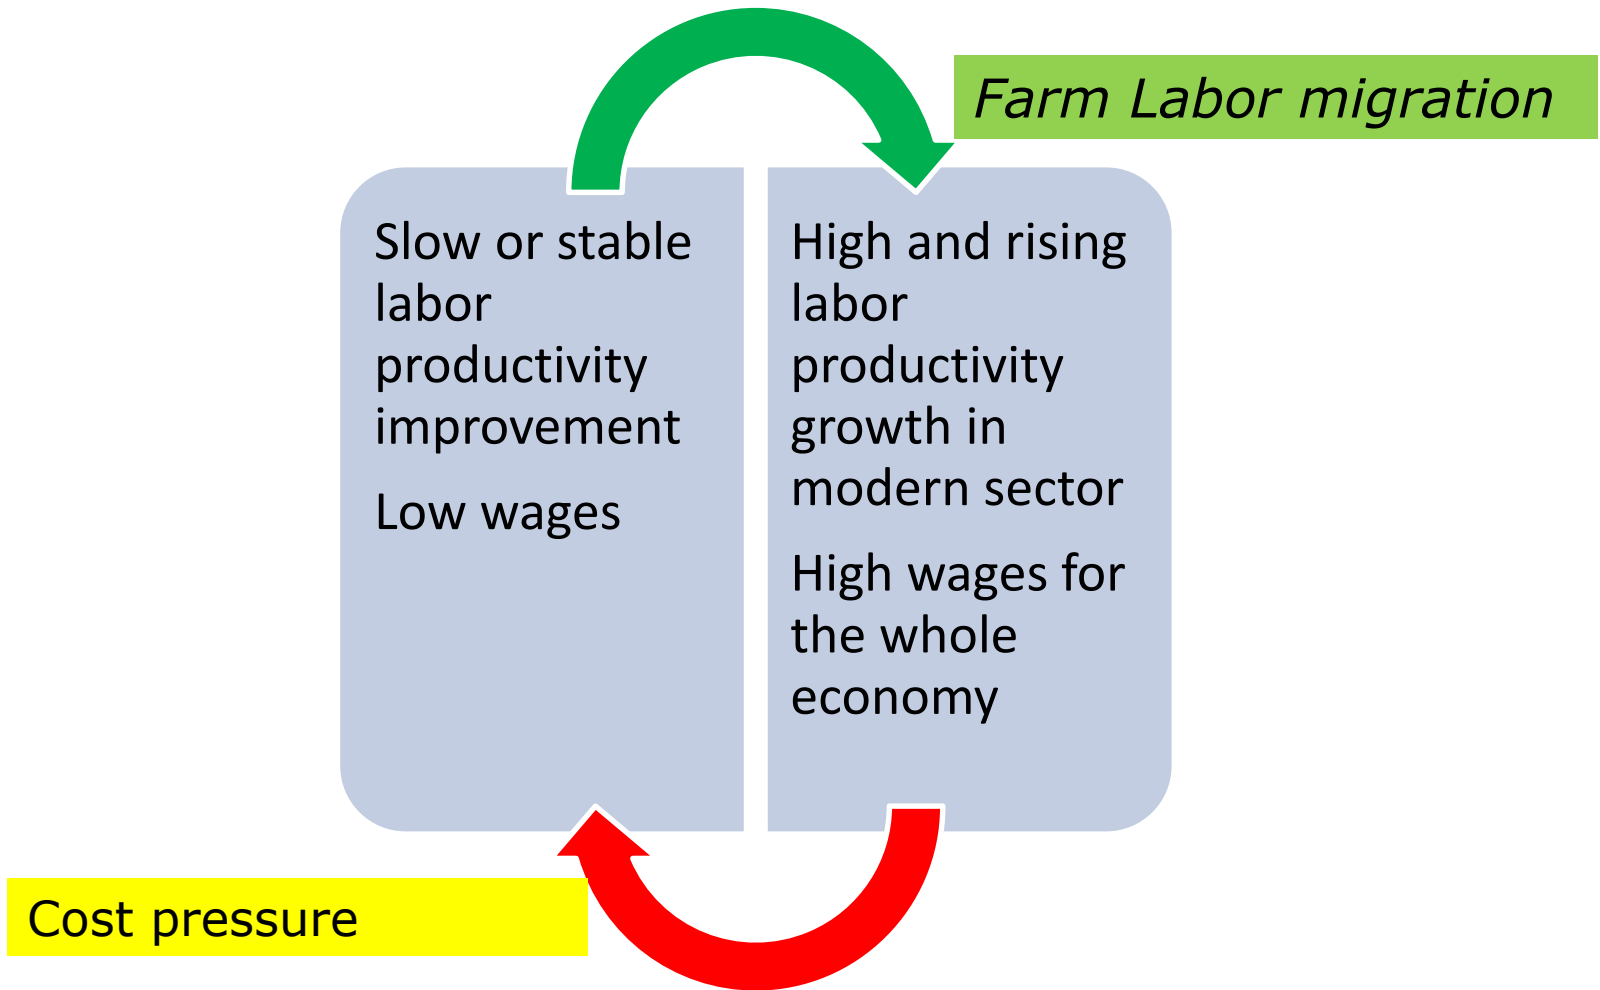 Farm Labor migration
Slow or stable
labor
productivity
improvement
Low wages
High and rising
labor
productivity
growth in
modern sector
High wages for
the whole
economy
Cost pressure